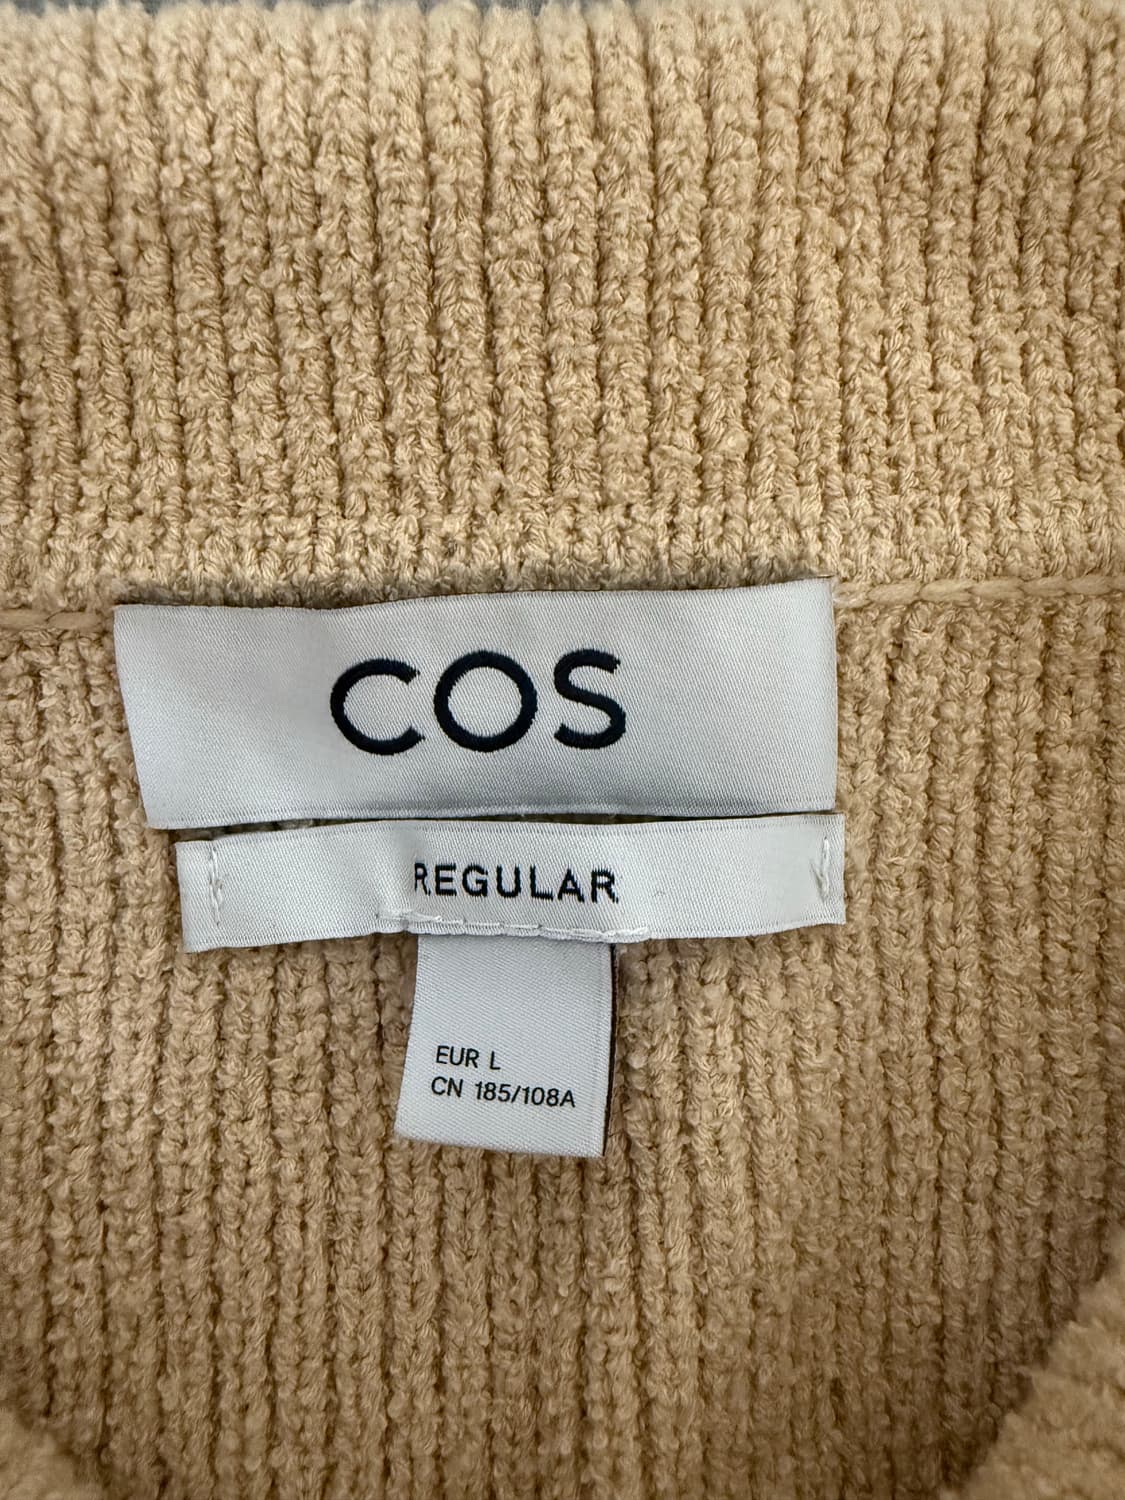 COS
REGULAR
EUR L
CN 185/108A